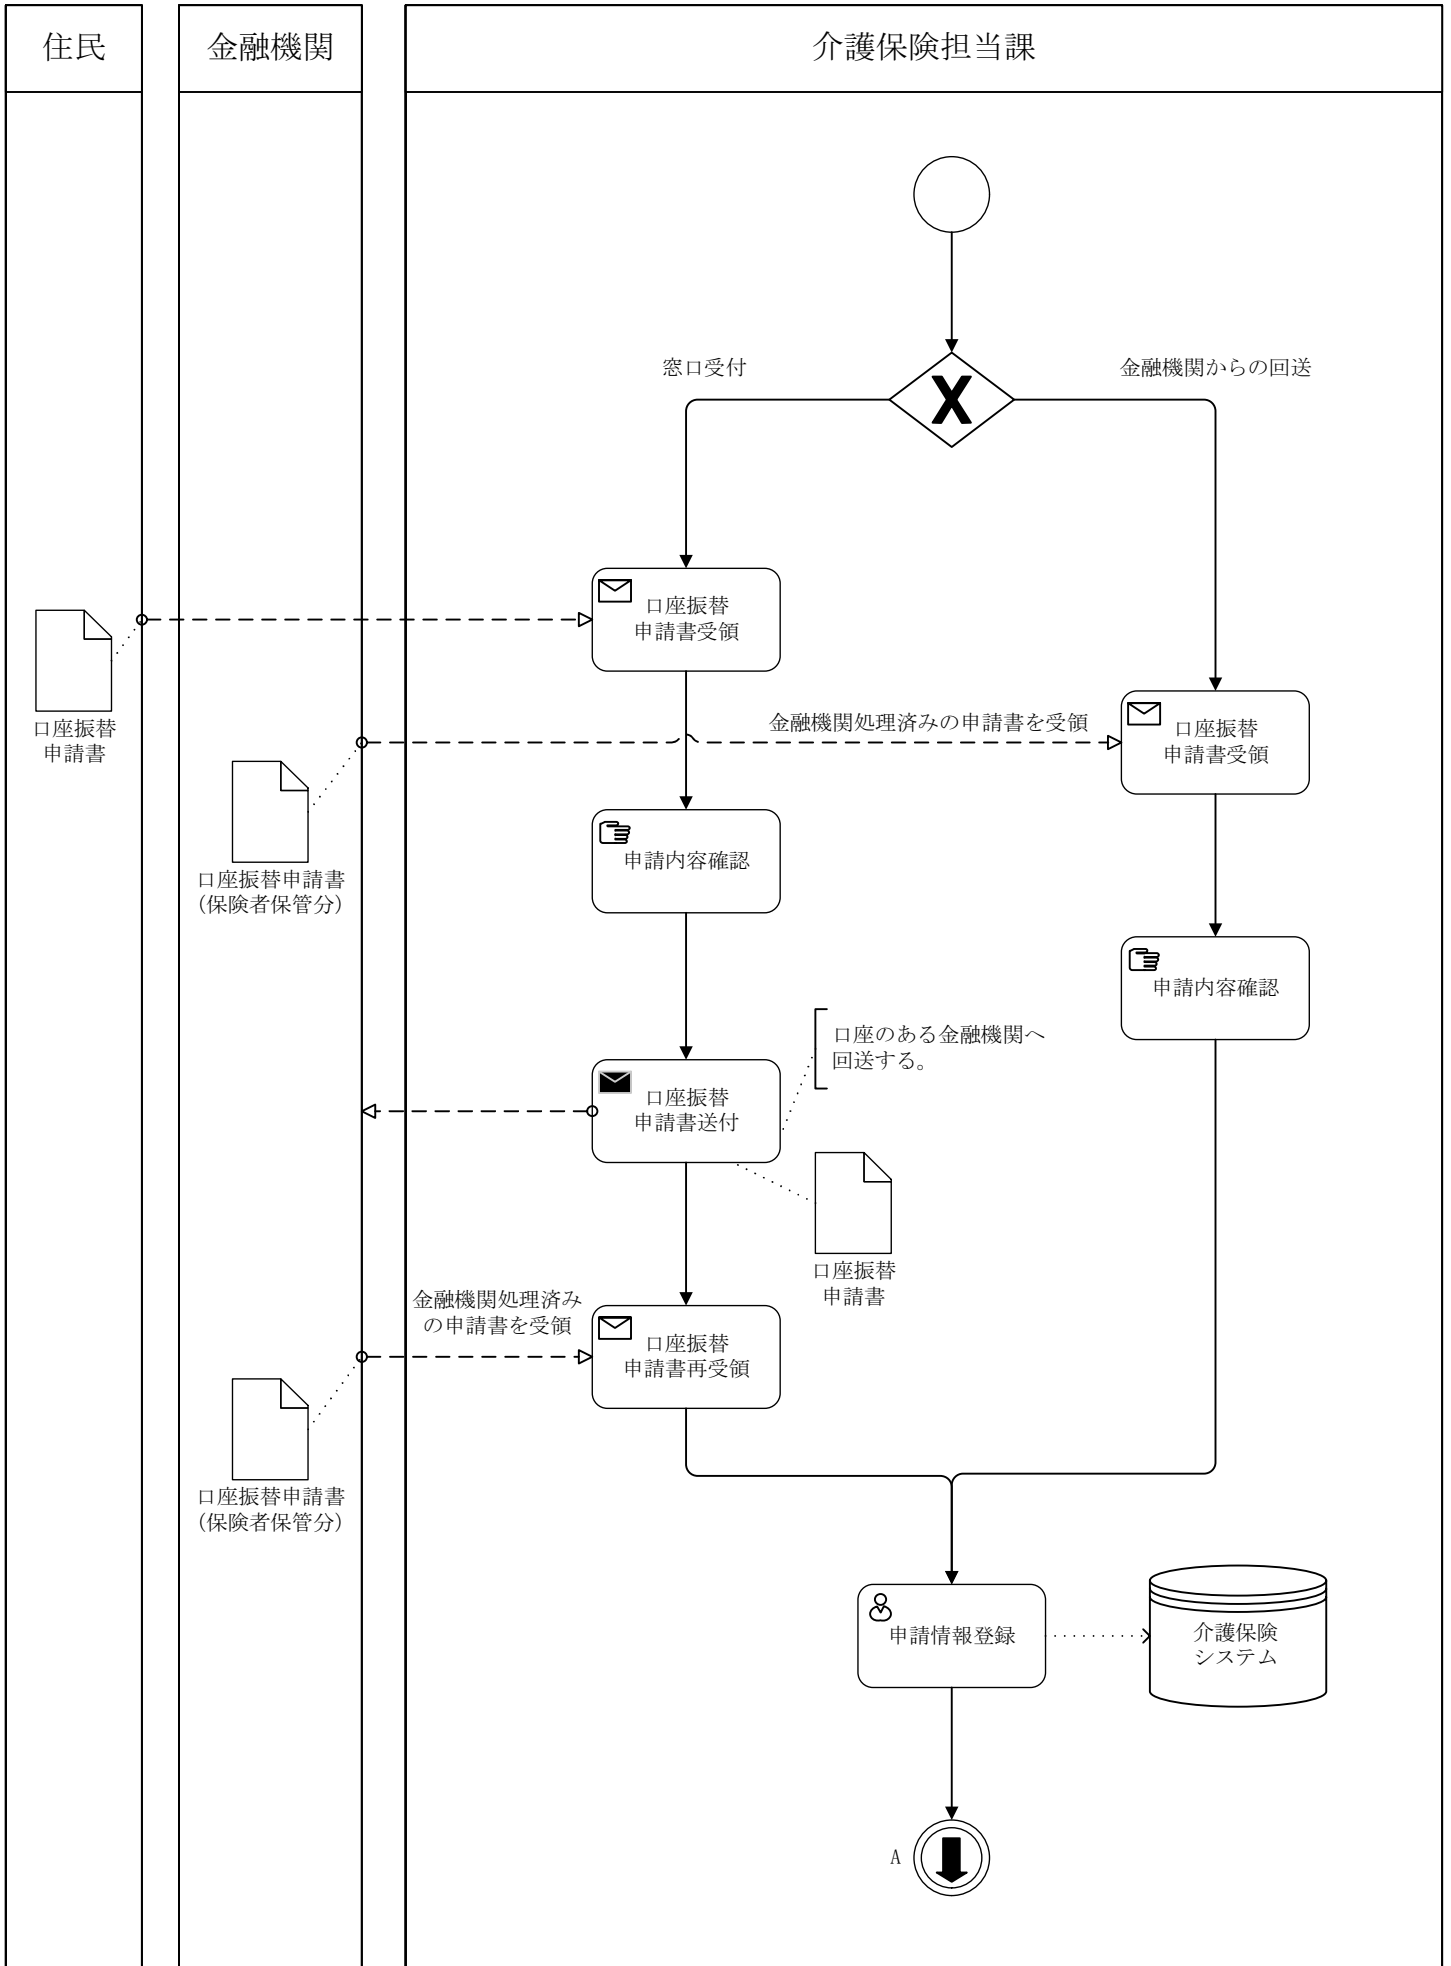 住民
金融機関
介護保険担当課
窓口受付
金融機関からの回送
口座振替
申請書受領
口座振替
申請書
金融機関処理済みの申請書を受領
口座振替
申請書受領
口座振替申請書
(保険者保管分)
申請内容確認
申請内容確認
口座のある金融機関へ
回送する。
口座振替
申請書送付
口座振替
申請書
金融機関処理済み
の申請書を受領
口座振替
申請書再受領
口座振替申請書
(保険者保管分)
申請情報登録
介護保険
システム
A